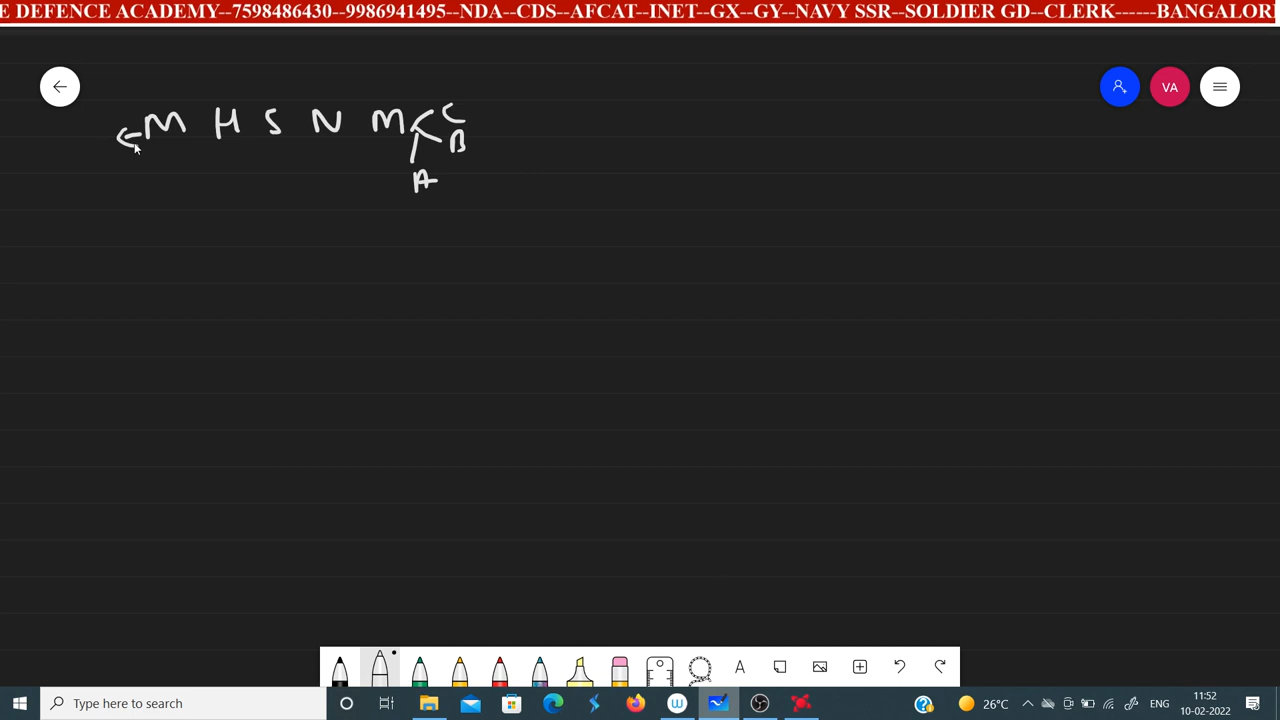 E DEFENCE ACADEMY--7598486430--9986941495--NDA--CDS--AFCAT--INET--GX--GY--NAVY SSR--SOLDIER GD--CLERK------BANGALORE
VA
M H S N M C
B
A
A
Type here to search
26°C
ENG
11:52
10-02-2022